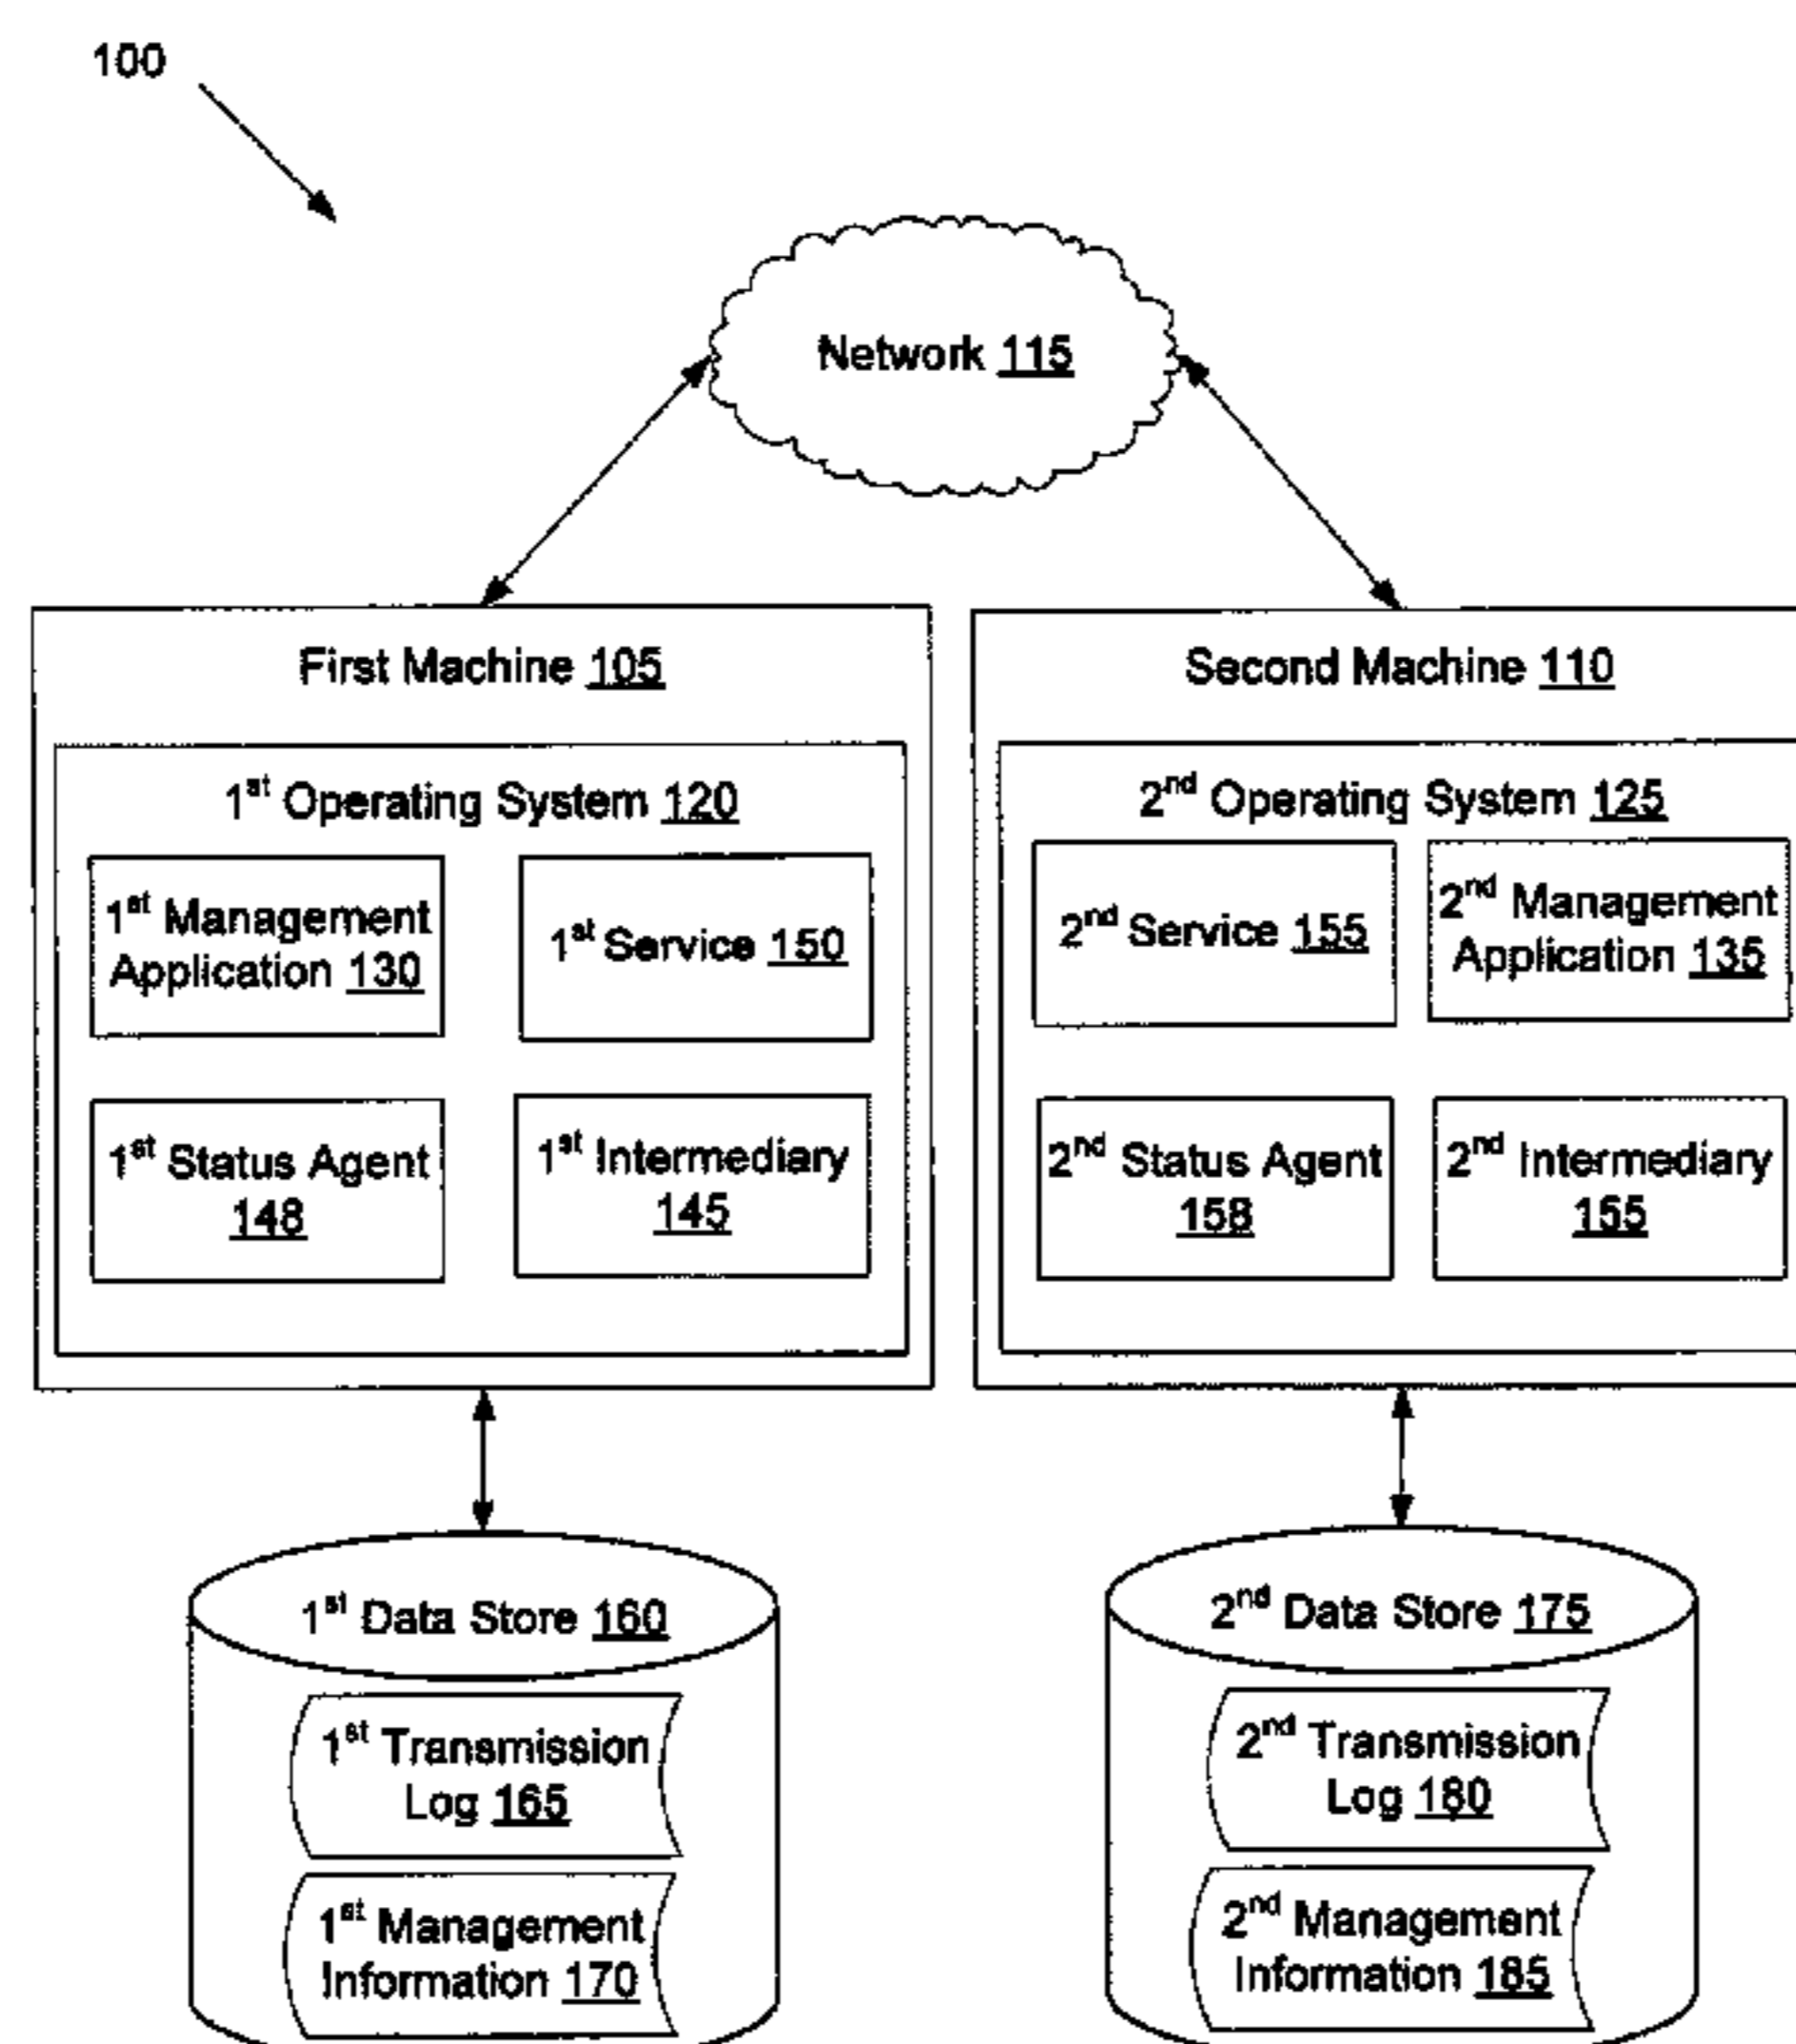 100
Network 115
First Machine 105
1st Operating System 120
1st Management
Application 130
1st Service 150
1st Status Agent
148
1st Intermediary
145
Second Machine 110
2nd Operating System 125
2nd Service 155
2nd Management
Application 135
2nd Status Agent
158
2nd Intermediary
155
1st Data Store 160
1st Transmission
Log 165
1st Management
Information 170
2nd Data Store 175
2nd Transmission
Log 180
2nd Management
Information 185